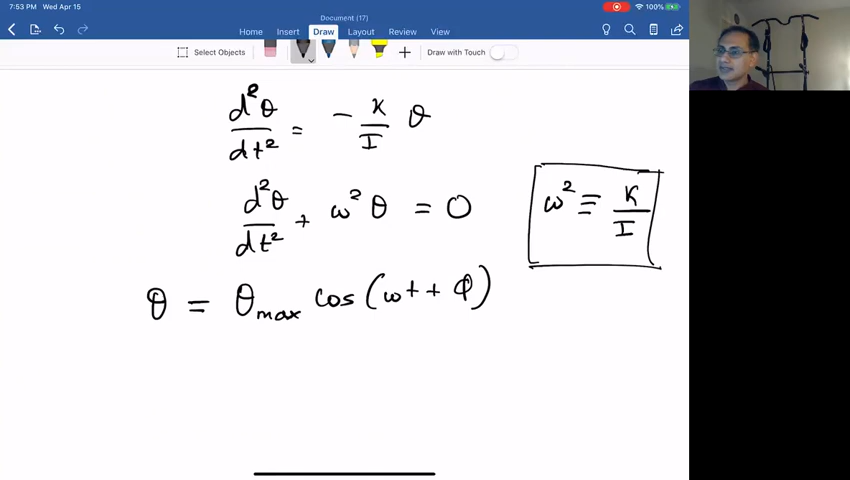 7:53 PM Wed Apr 15
100%
Document (17)
Home Insert Draw Layout Review View
Select Objects
Draw with Touch
d²θ/dt² = - κ/I θ
d²θ/dt² + ω² θ = 0
ω² ≡ κ/I
θ = θmax cos(ωt + Φ)